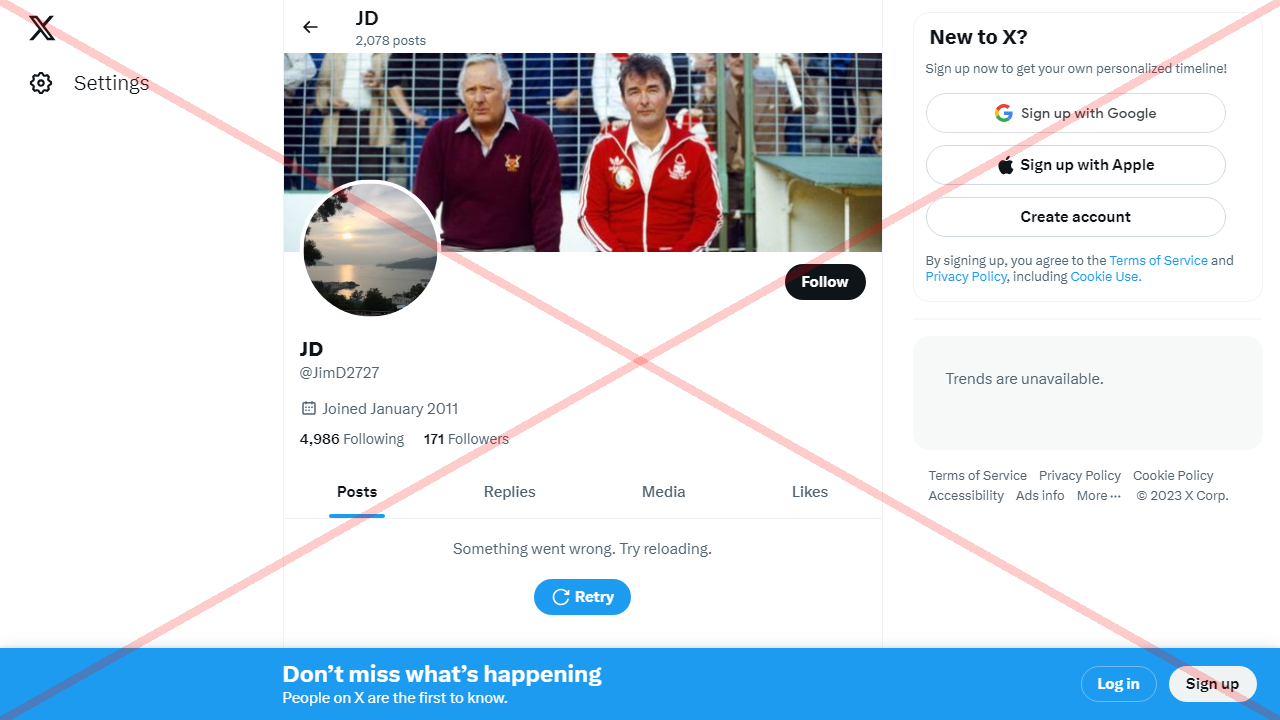 JD
2,078 posts
Settings
Follow
JD
@JimD2727
Joined January 2011
4,986 Following 171 Followers
Posts Replies Media Likes
Something went wrong. Try reloading.
Retry
New to X?
Sign up now to get your own personalized timeline!
Sign up with Google
Sign up with Apple
Create account
By signing up, you agree to the Terms of Service and
Privacy Policy, including Cookie Use.
Trends are unavailable.
Terms of Service Privacy Policy Cookie Policy
Accessibility Ads info More ··· © 2023 X Corp.
Don’t miss what’s happening
People on X are the first to know.
Log in Sign up